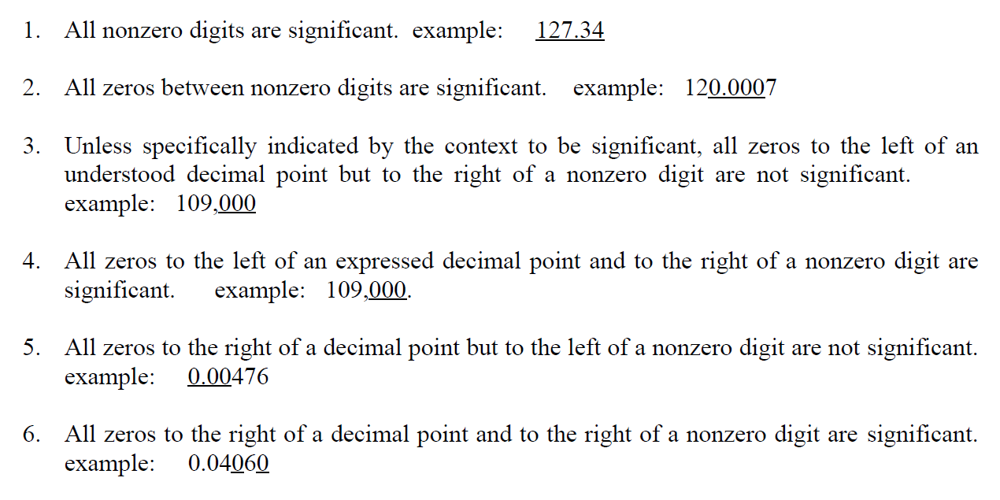 1. All nonzero digits are significant. example: 127.34
2. All zeros between nonzero digits are significant. example: 120.0007
3. Unless specifically indicated by the context to be significant, all zeros to the left of an
understood decimal point but to the right of a nonzero digit are not significant.
example: 109,000
4. All zeros to the left of an expressed decimal point and to the right of a nonzero digit are
significant. example: 109,000.
5. All zeros to the right of a decimal point but to the left of a nonzero digit are not significant.
example: 0.00476
6. All zeros to the right of a decimal point and to the right of a nonzero digit are significant.
example: 0.04060